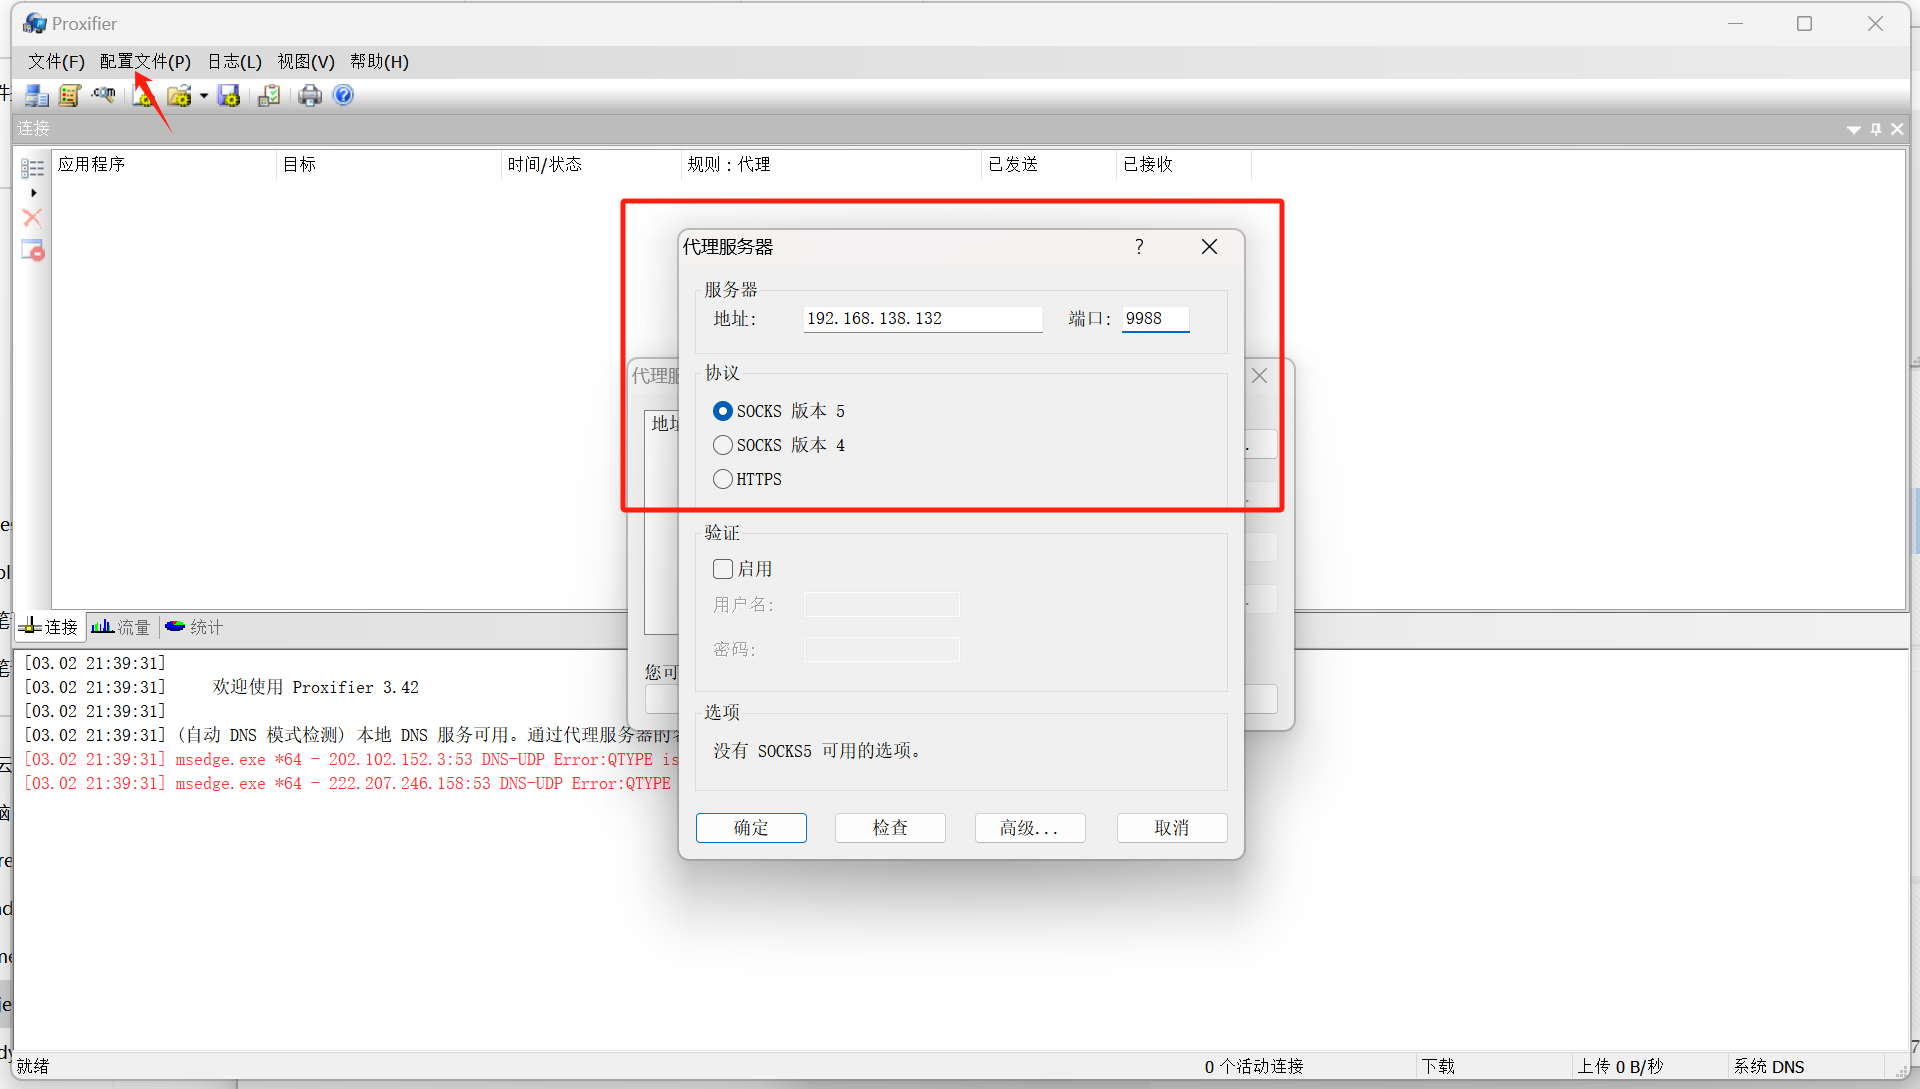 Proxifier
文件(F) 配置文件(P) 日志(L) 视图(V) 帮助(H)
连接
应用程序 目标 时间/状态 规则：代理 已发送 已接收
代理服务器
服务器
地址: 192.168.138.132 端口: 9988
协议
SOCKS 版本 5
SOCKS 版本 4
HTTPS
验证
启用
用户名:
密码:
选项
没有 SOCKS5 可用的选项。
确定 检查 高级... 取消
代理服
您可
连接 流量 统计
[03.02 21:39:31]
[03.02 21:39:31] 欢迎使用 Proxifier 3.42
[03.02 21:39:31]
[03.02 21:39:31] (自动 DNS 模式检测) 本地 DNS 服务可用。通过代理服务器的
[03.02 21:39:31] msedge.exe *64 - 202.102.152.3:53 DNS-UDP Error:QTYPE is
[03.02 21:39:31] msedge.exe *64 - 222.207.246.158:53 DNS-UDP Error:QTYPE
就绪 0 个活动连接 下载 上传 0 B/秒 系统 DNS